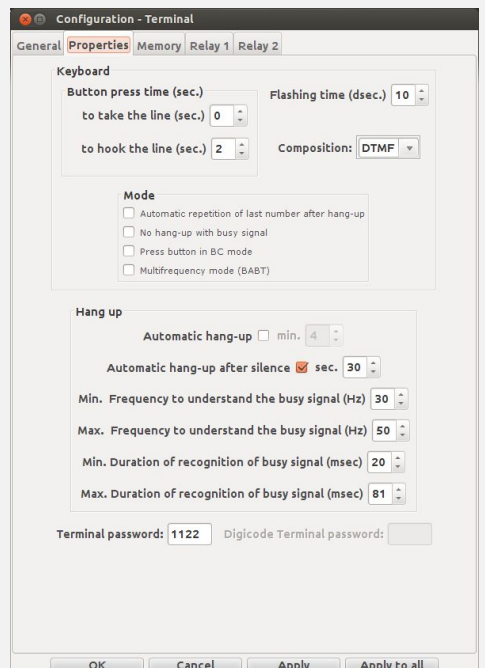 Configuration - Terminal
General Properties Memory Relay 1 Relay 2
Keyboard
Button press time (sec.)
to take the line (sec.) 0
to hook the line (sec.) 2
Flashing time (dsec.) 10
Composition: DTMF
Mode
Automatic repetition of last number after hang-up
No hang-up with busy signal
Press button in BC mode
Multifrequency mode (BABT)
Hang up
Automatic hang-up min. 4
Automatic hang-up after silence sec. 30
Min. Frequency to understand the busy signal (Hz) 30
Max. Frequency to understand the busy signal (Hz) 50
Min. Duration of recognition of busy signal (msec) 20
Max. Duration of recognition of busy signal (msec) 81
Terminal password: 1122 Digicode Terminal password:
OK Cancel Apply Apply to all